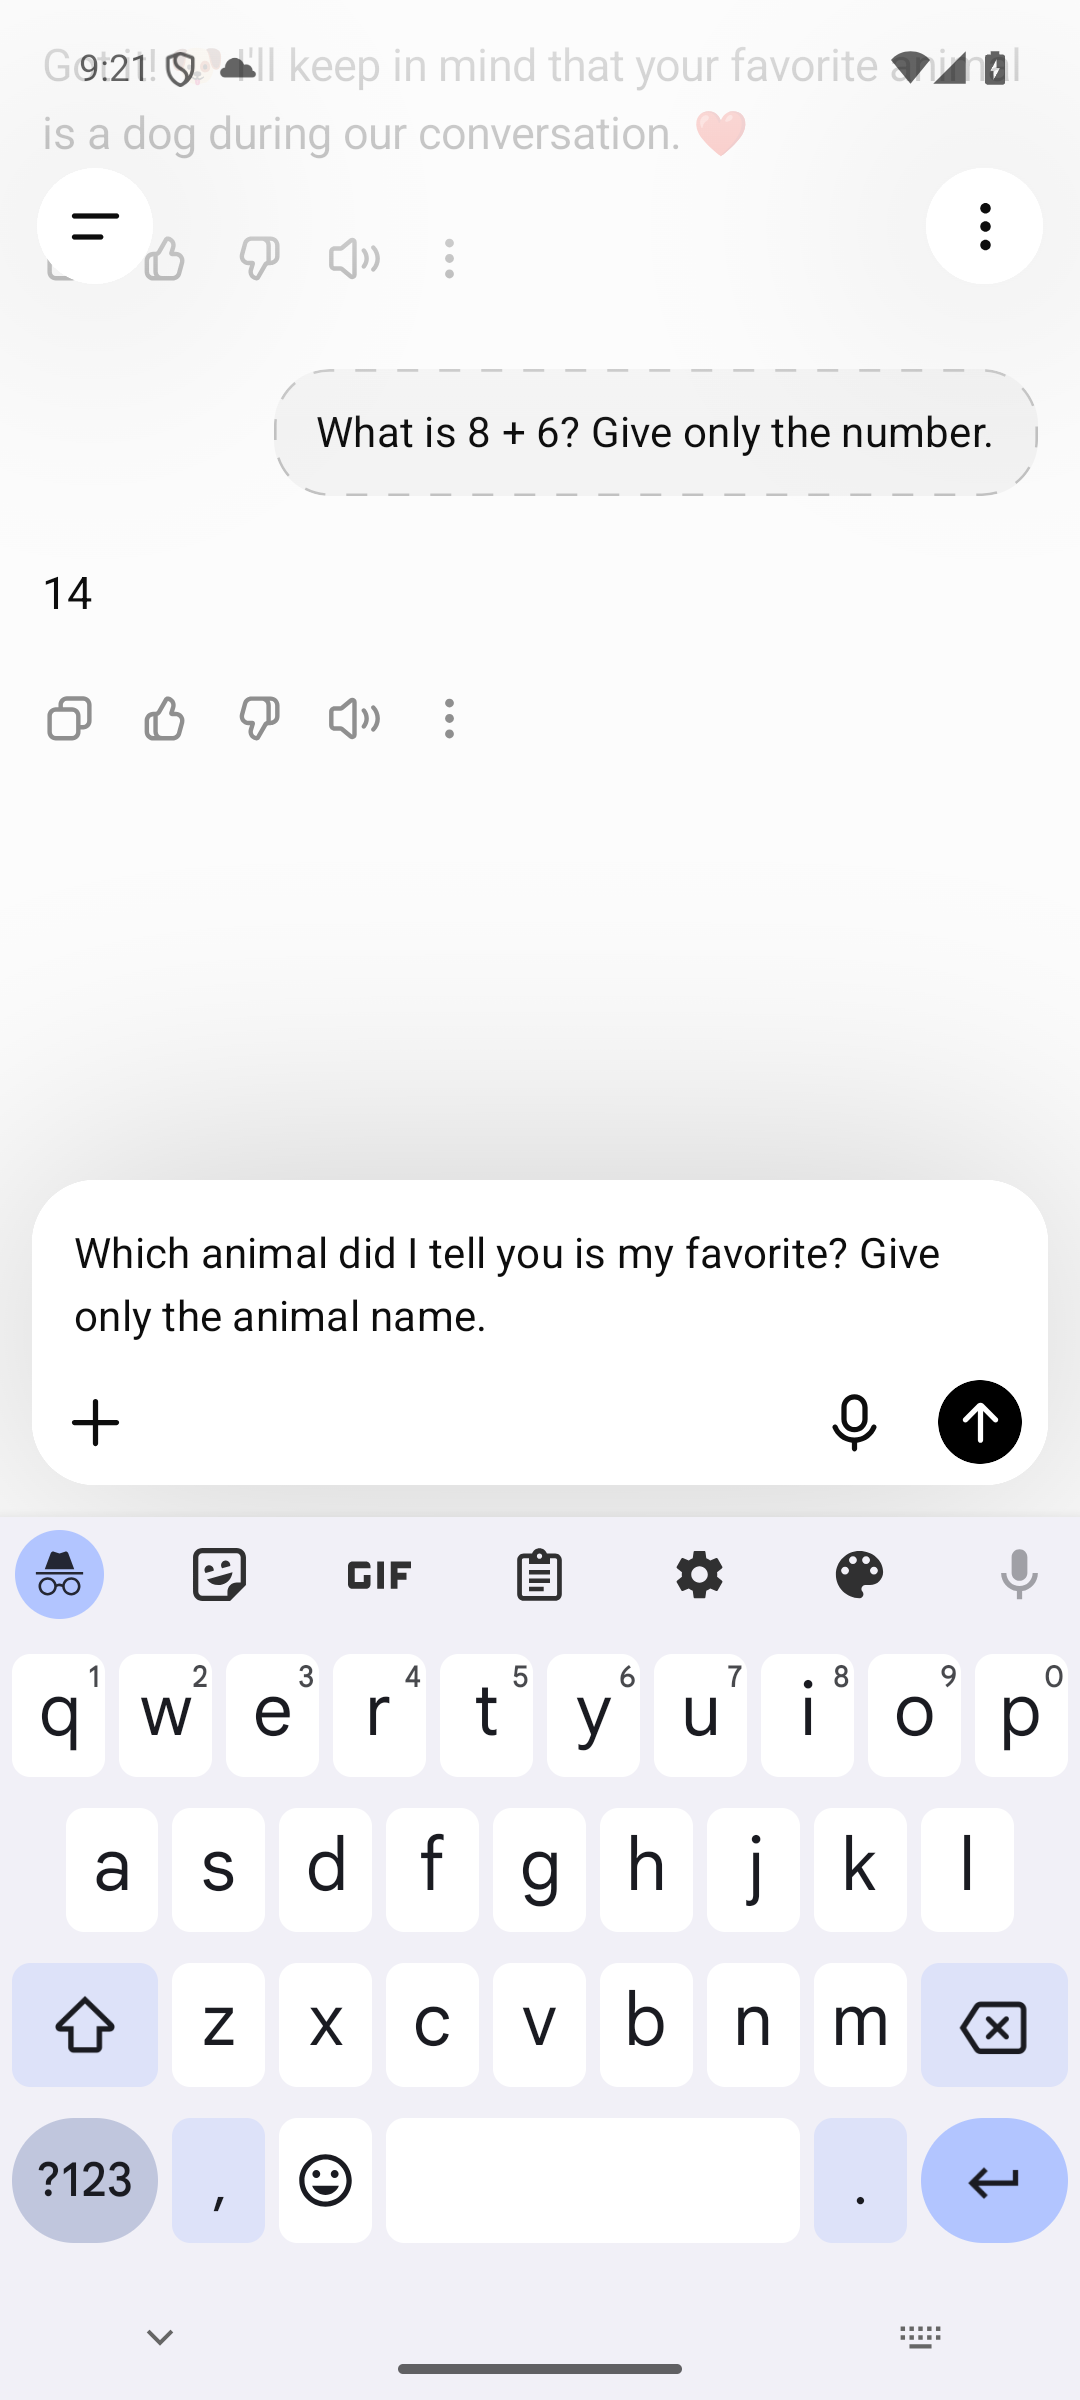 Got it! 🐶 I'll keep in mind that your favorite animal
9:21
is a dog during our conversation. ❤️
What is 8 + 6? Give only the number.
14
Which animal did I tell you is my favorite? Give
only the animal name.
GIF
q 1 w 2 e 3 r 4 t 5 y 6 u 7 i 8 o 9 p 0
a s d f g h j k l
z x c v b n m
?123 , .